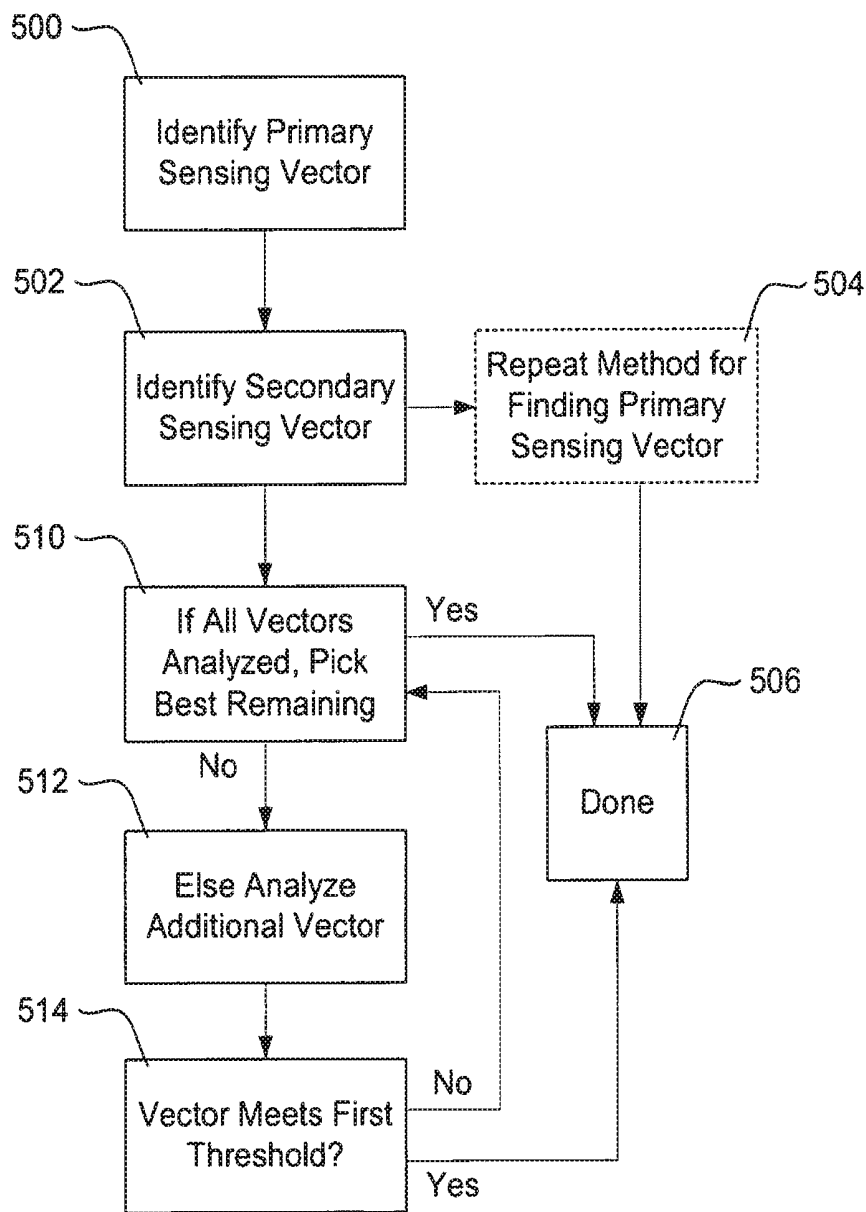 500
Identify Primary
Sensing Vector
502
Identify Secondary
Sensing Vector
504
Repeat Method for
Finding Primary
Sensing Vector
510
If All Vectors
Analyzed, Pick
Best Remaining
Yes
No
506
Done
512
Else Analyze
Additional Vector
514
Vector Meets First
Threshold?
No
Yes